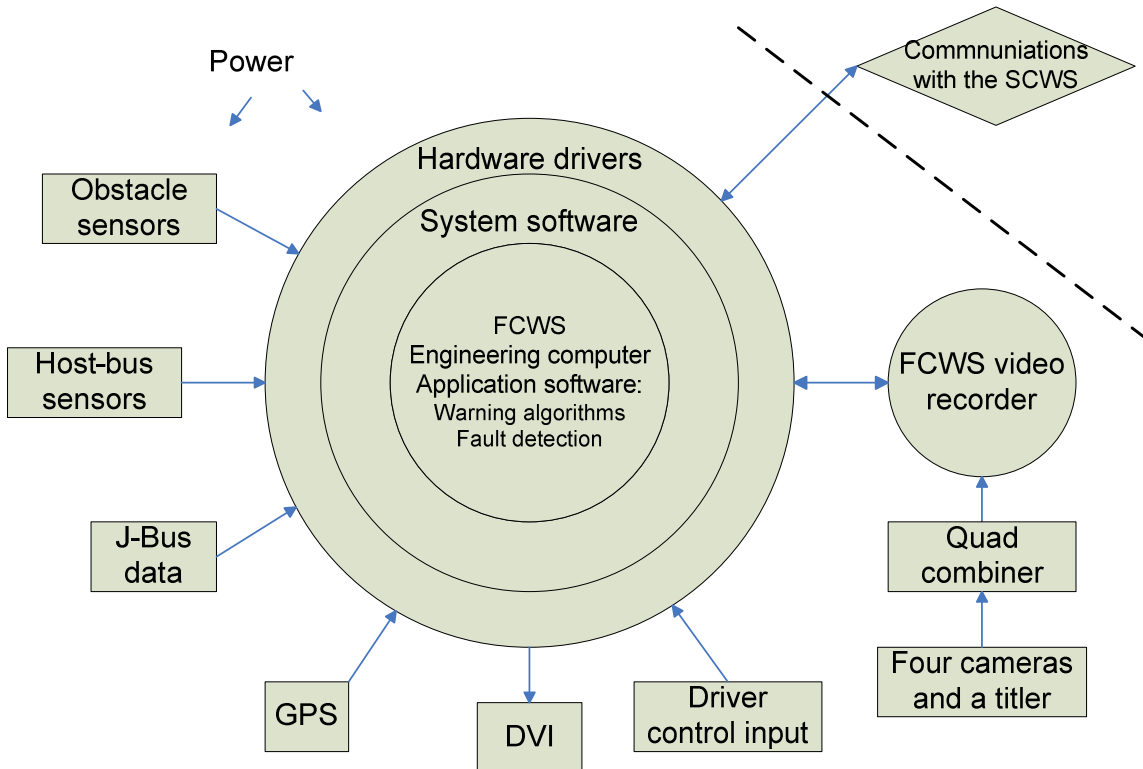 Power
Commnuniations
with the SCWS
Hardware drivers
Obstacle
sensors
System software
FCWS
Engineering computer
Application software:
Warning algorithms
Fault detection
Host-bus
sensors
FCWS video
recorder
J-Bus
data
Quad
combiner
GPS
DVI
Driver
control input
Four cameras
and a titler